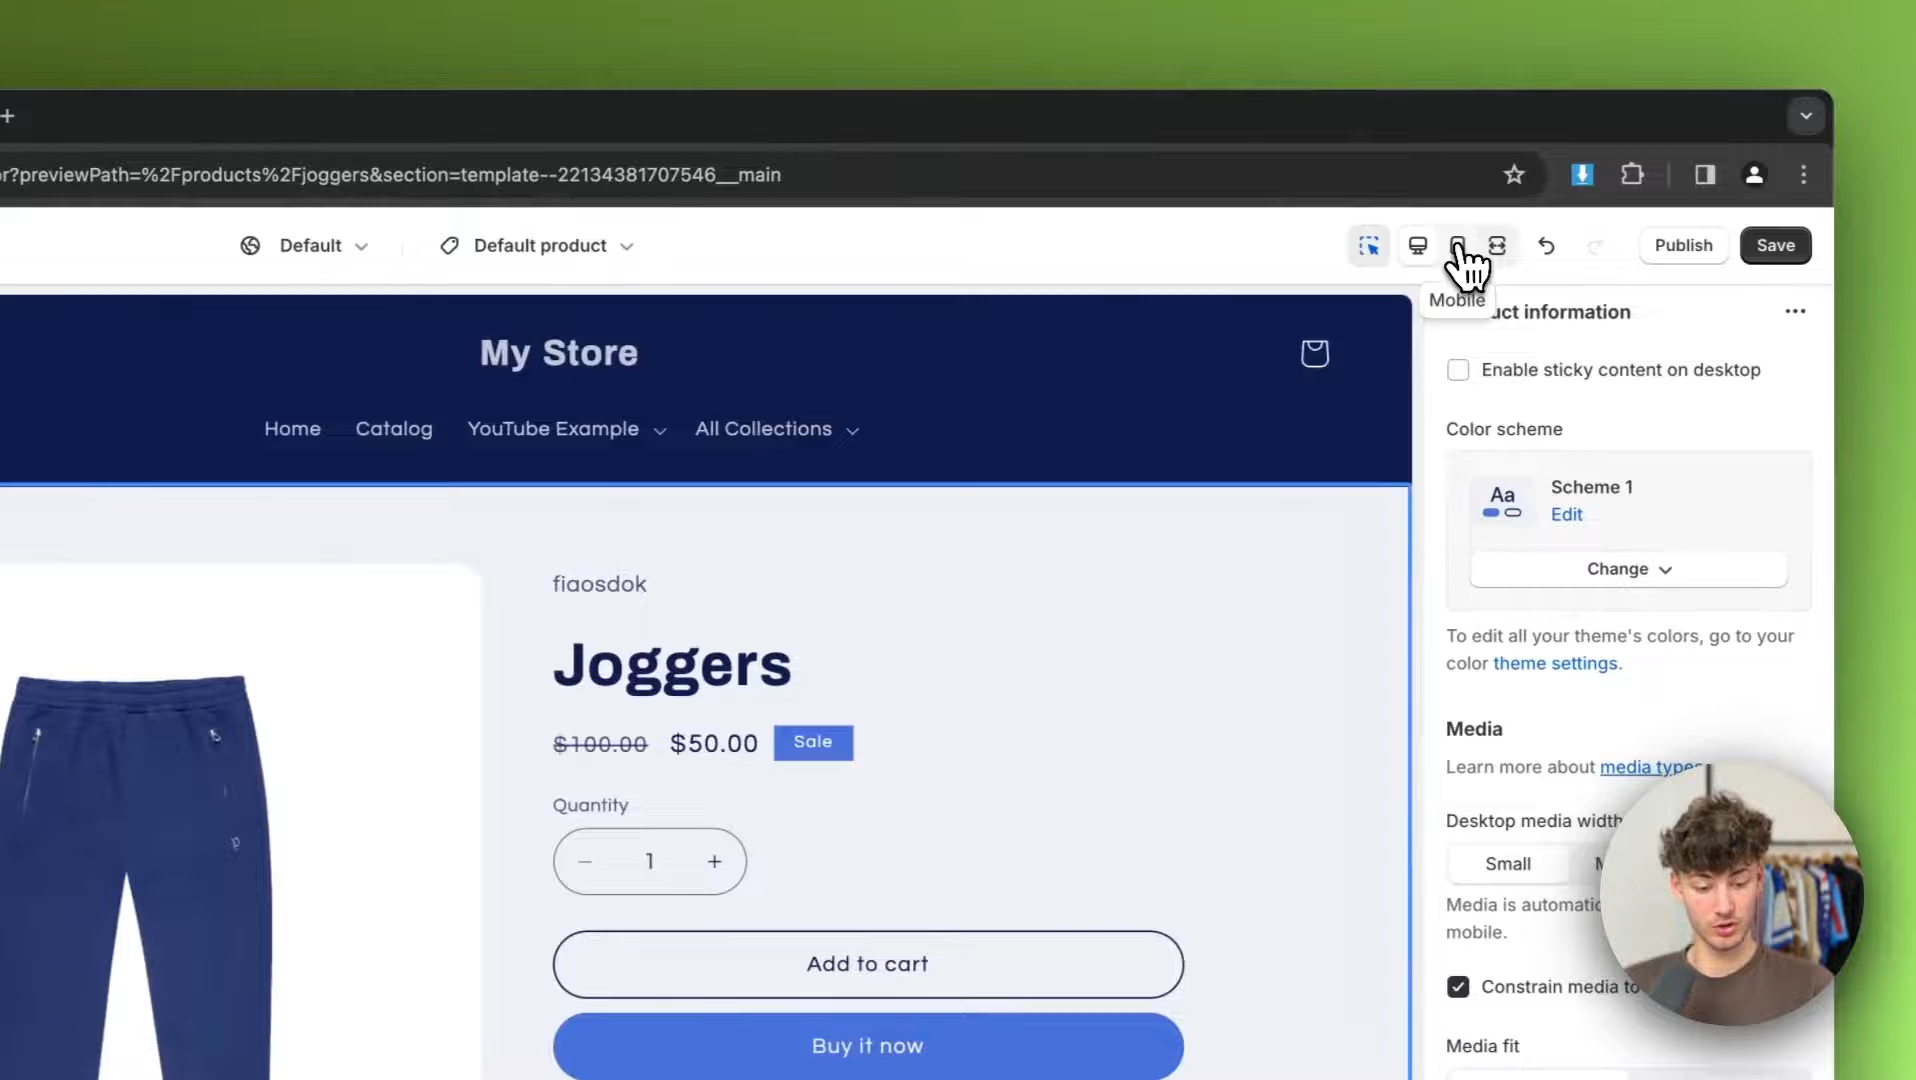 r?previewPath=%2Fproducts%2Fjoggers&section=template--22134381707546__main
Default
Default product
Publish
Save
Mobile
uct information
My Store
Home
Catalog
YouTube Example
All Collections
Enable sticky content on desktop
Color scheme
Aa
Scheme 1
Edit
Change
To edit all your theme's colors, go to your
color theme settings.
fiaosdok
Joggers
$100.00 $50.00 Sale
Quantity
1
Add to cart
Buy it now
Media
Learn more about media types
Desktop media width
Small
Media is automatic
mobile.
Constrain media to
Media fit